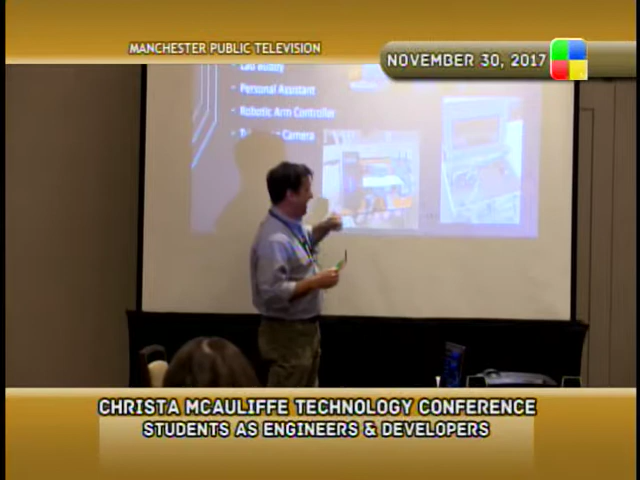 MANCHESTER PUBLIC TELEVISION
NOVEMBER 30, 2017
- Personal Assistant
- Robotic Arm Controller
Camera
CHRISTA MCAULIFFE TECHNOLOGY CONFERENCE
STUDENTS AS ENGINEERS & DEVELOPERS